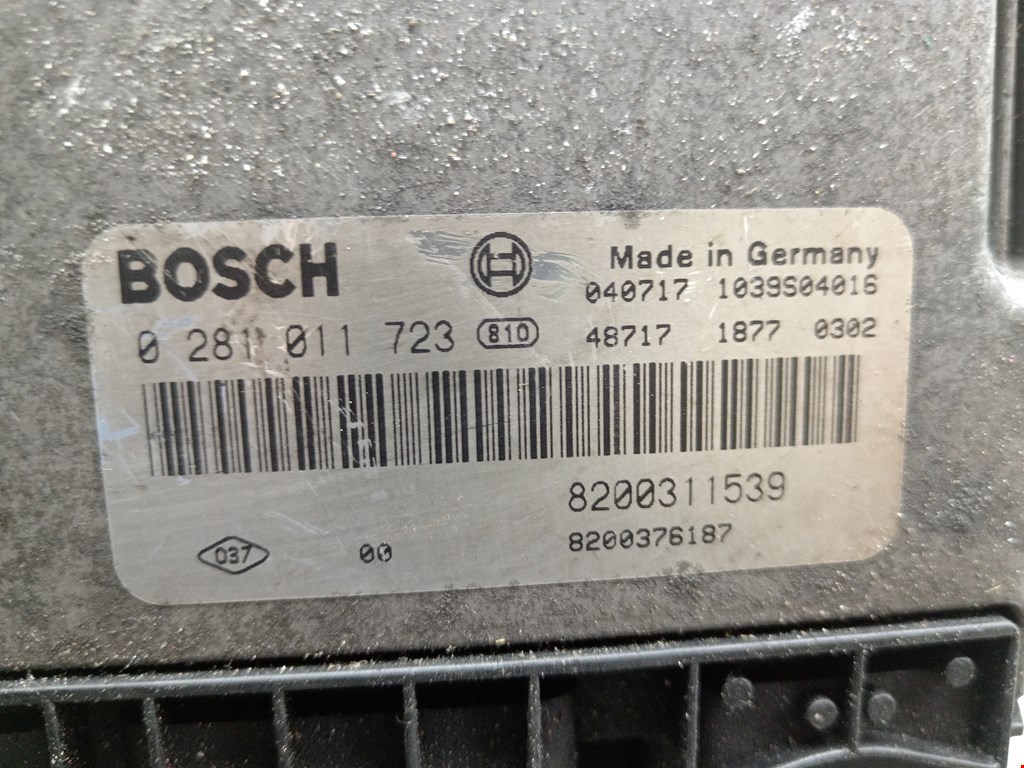 BOSCH
Made in Germany
040717 1039S04016
0 281 011 723 810 48717 1877 0302
8200311539
037 00 8200376187